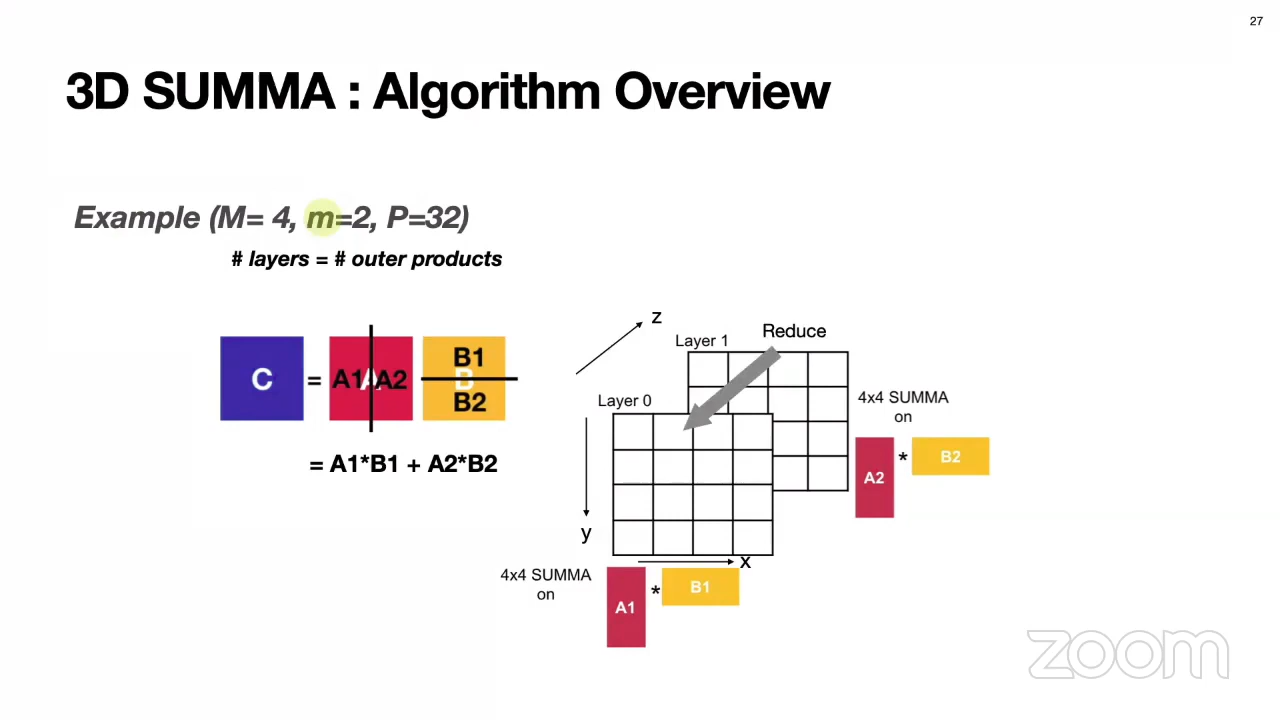 27
3D SUMMA : Algorithm Overview
Example (M= 4, m=2, P=32)
# layers = # outer products
C = A1 A A2 B1 B B2
= A1*B1 + A2*B2
z
Layer 1
Reduce
Layer 0
y
x
4x4 SUMMA
on
A2 * B2
4x4 SUMMA
on
A1 * B1
zoom